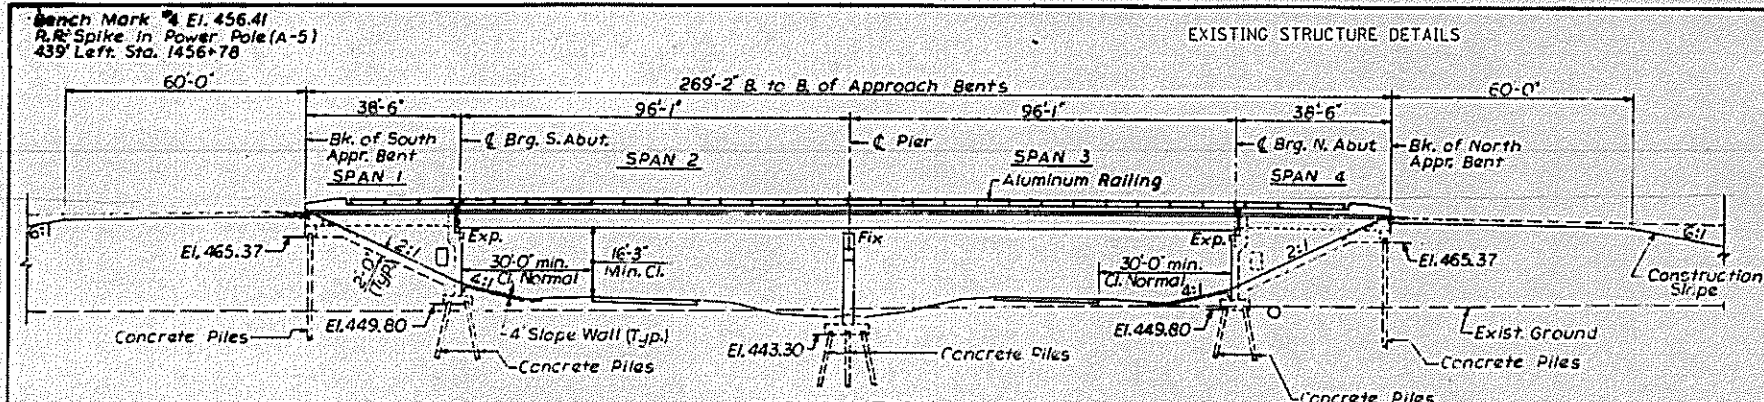 Bench Mark #4 El. 456.41
R.R. Spike in Power Pole (A-5)
439' Left. Sta. 1456+78
EXISTING STRUCTURE DETAILS
60'-0"
269'-2" B. to B. of Approach Bents
60'-0"
38'-6"
96'-1"
96'-1"
38'-6"
Bk. of South
Appr. Bent
SPAN 1
℄ Brg. S. Abut.
SPAN 2
℄ Pier
SPAN 3
Aluminum Railing
℄ Brg. N. Abut
SPAN 4
Bk. of North
Appr. Bent
6:1
El. 465.37
2:1
2'-0"
(Typ.)
Exp.
30'-0" min.
Cl. Normal
4:1
16'-3"
Min. Cl.
Fix
Exp.
30'-0" min.
Cl. Normal
4:1
2:1
El. 465.37
6:1
Construction
Slope
Concrete Piles
El. 449.80
4" Slope Wall (Typ.)
Concrete Piles
El. 443.30
Concrete Piles
El. 449.80
Exist. Ground
Concrete Piles
Concrete Piles